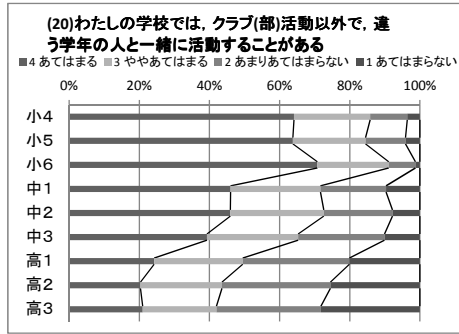 (20)わたしの学校では，クラブ(部)活動以外で，違
う学年の人と一緒に活動することがある
■4 あてはまる ■3 ややあてはまる ■2 あまりあてはまらない ■1 あてはまらない
0% 20% 40% 60% 80% 100%
小4
小5
小6
中1
中2
中3
高1
高2
高3